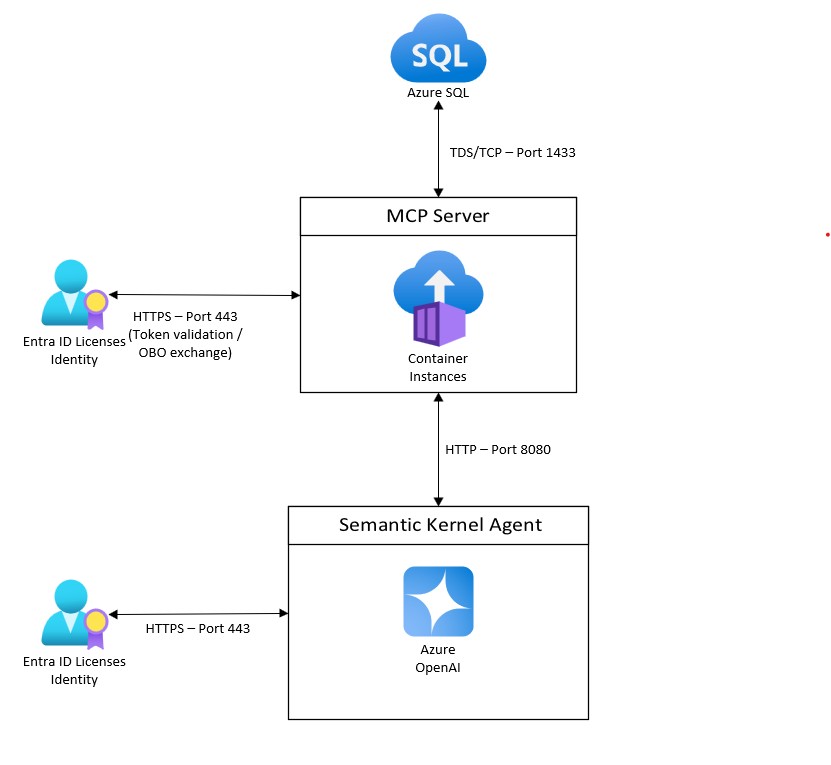 SQL
Azure SQL
TDS/TCP – Port 1433
MCP Server
HTTPS – Port 443
(Token validation /
OBO exchange)
Entra ID Licenses
Identity
Container
Instances
HTTP – Port 8080
Semantic Kernel Agent
HTTPS – Port 443
Entra ID Licenses
Identity
Azure
OpenAI